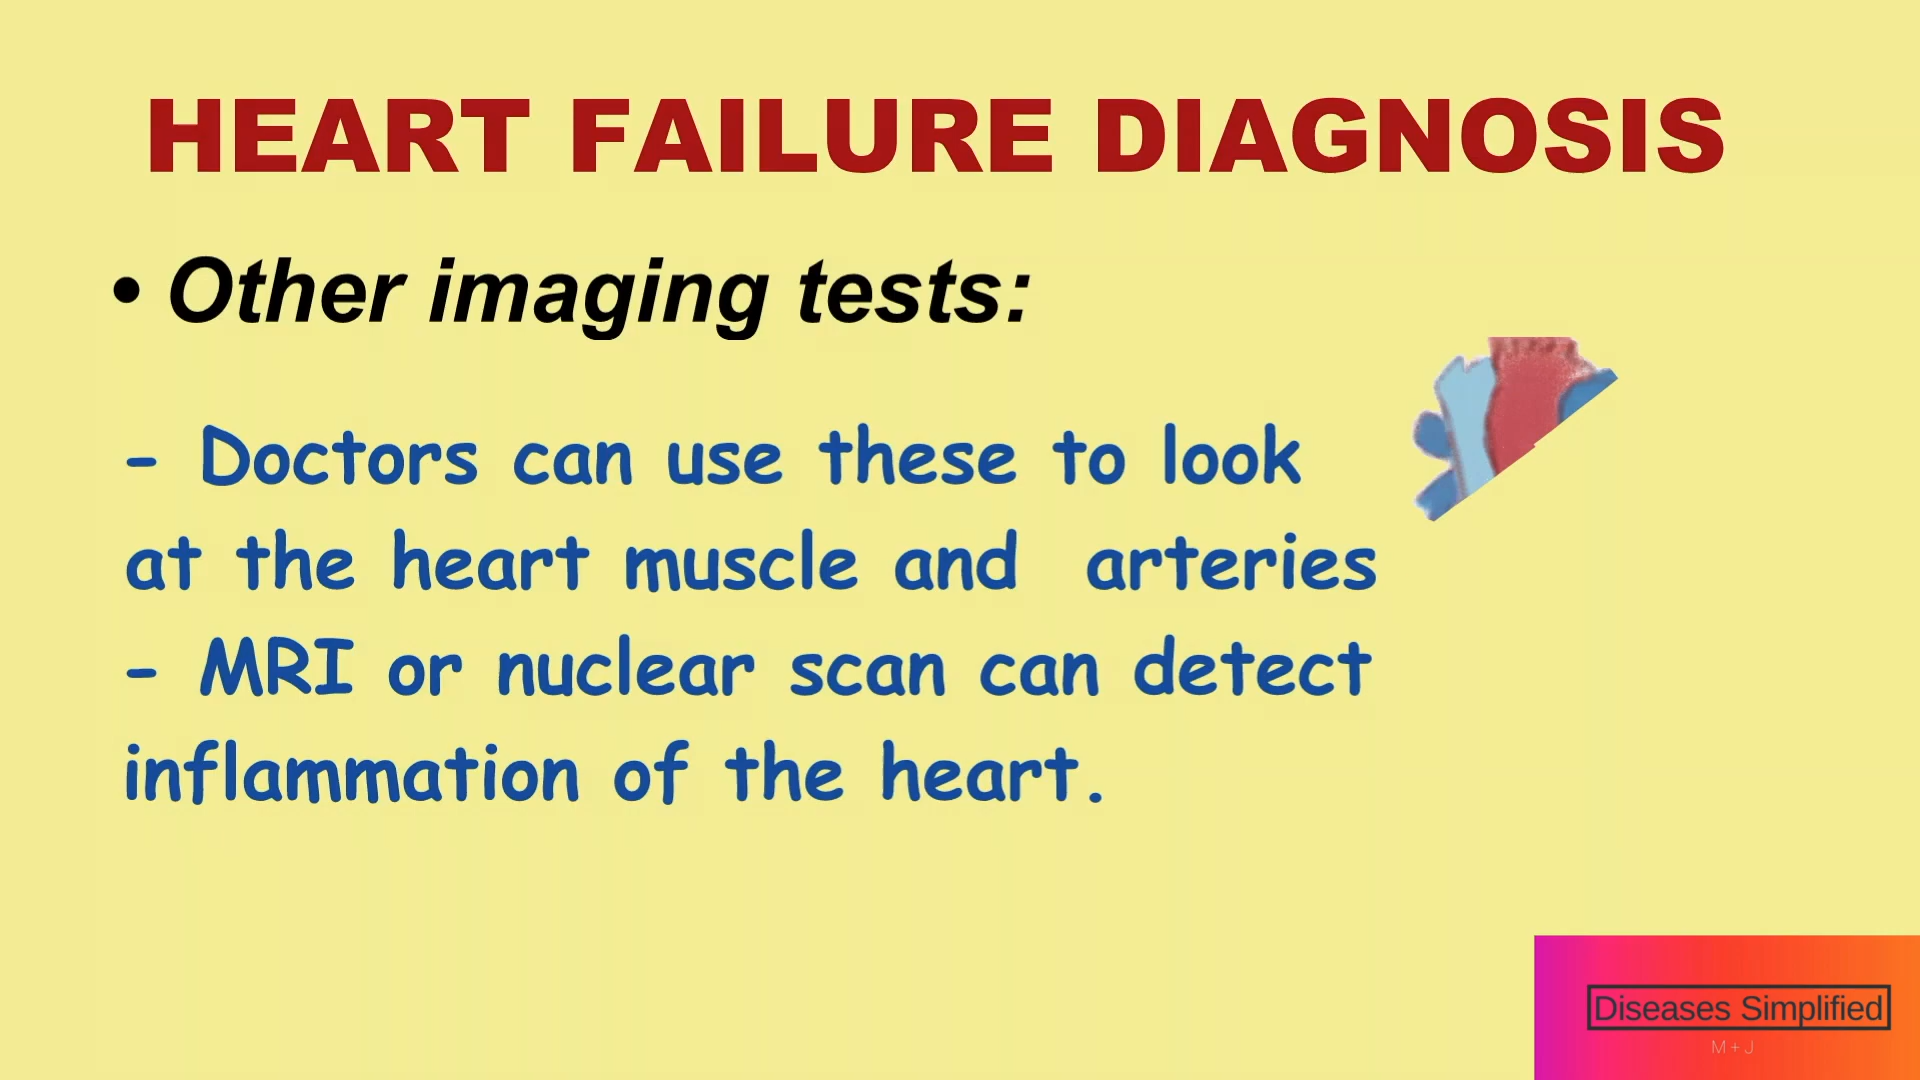 HEART FAILURE DIAGNOSIS
• Other imaging tests:
- Doctors can use these to look
at the heart muscle and  arteries
- MRI or nuclear scan can detect
inflammation of the heart.
Diseases Simplified
M + J